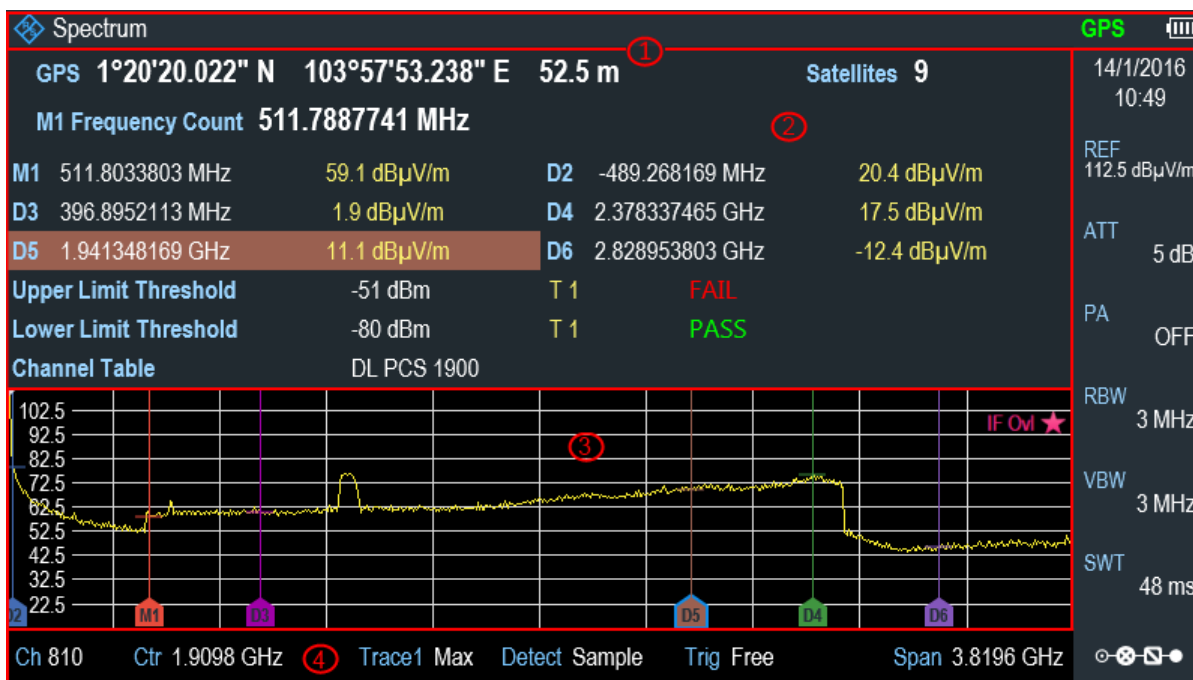 Spectrum GPS
①
GPS 1°20'20.022" N 103°57'53.238" E 52.5 m Satellites 9
14/1/2016
10:49
M1 Frequency Count 511.7887741 MHz
②
M1 511.8033803 MHz 59.1 dBµV/m D2 -489.268169 MHz 20.4 dBµV/m
D3 396.8952113 MHz 1.9 dBµV/m D4 2.378337465 GHz 17.5 dBµV/m
D5 1.941348169 GHz 11.1 dBµV/m D6 2.828953803 GHz -12.4 dBµV/m
Upper Limit Threshold -51 dBm T 1 FAIL
Lower Limit Threshold -80 dBm T 1 PASS
Channel Table DL PCS 1900
REF
112.5 dBµV/m
ATT
5 dB
PA
OFF
RBW
3 MHz
VBW
3 MHz
SWT
48 ms
102.5
IF Ovl
92.5
③
82.5
72.5
62.5
52.5
42.5
32.5
22.5
D2 M1 D3 D5 D4 D6
Ch 810 Ctr 1.9098 GHz ④ Trace1 Max Detect Sample Trig Free Span 3.8196 GHz